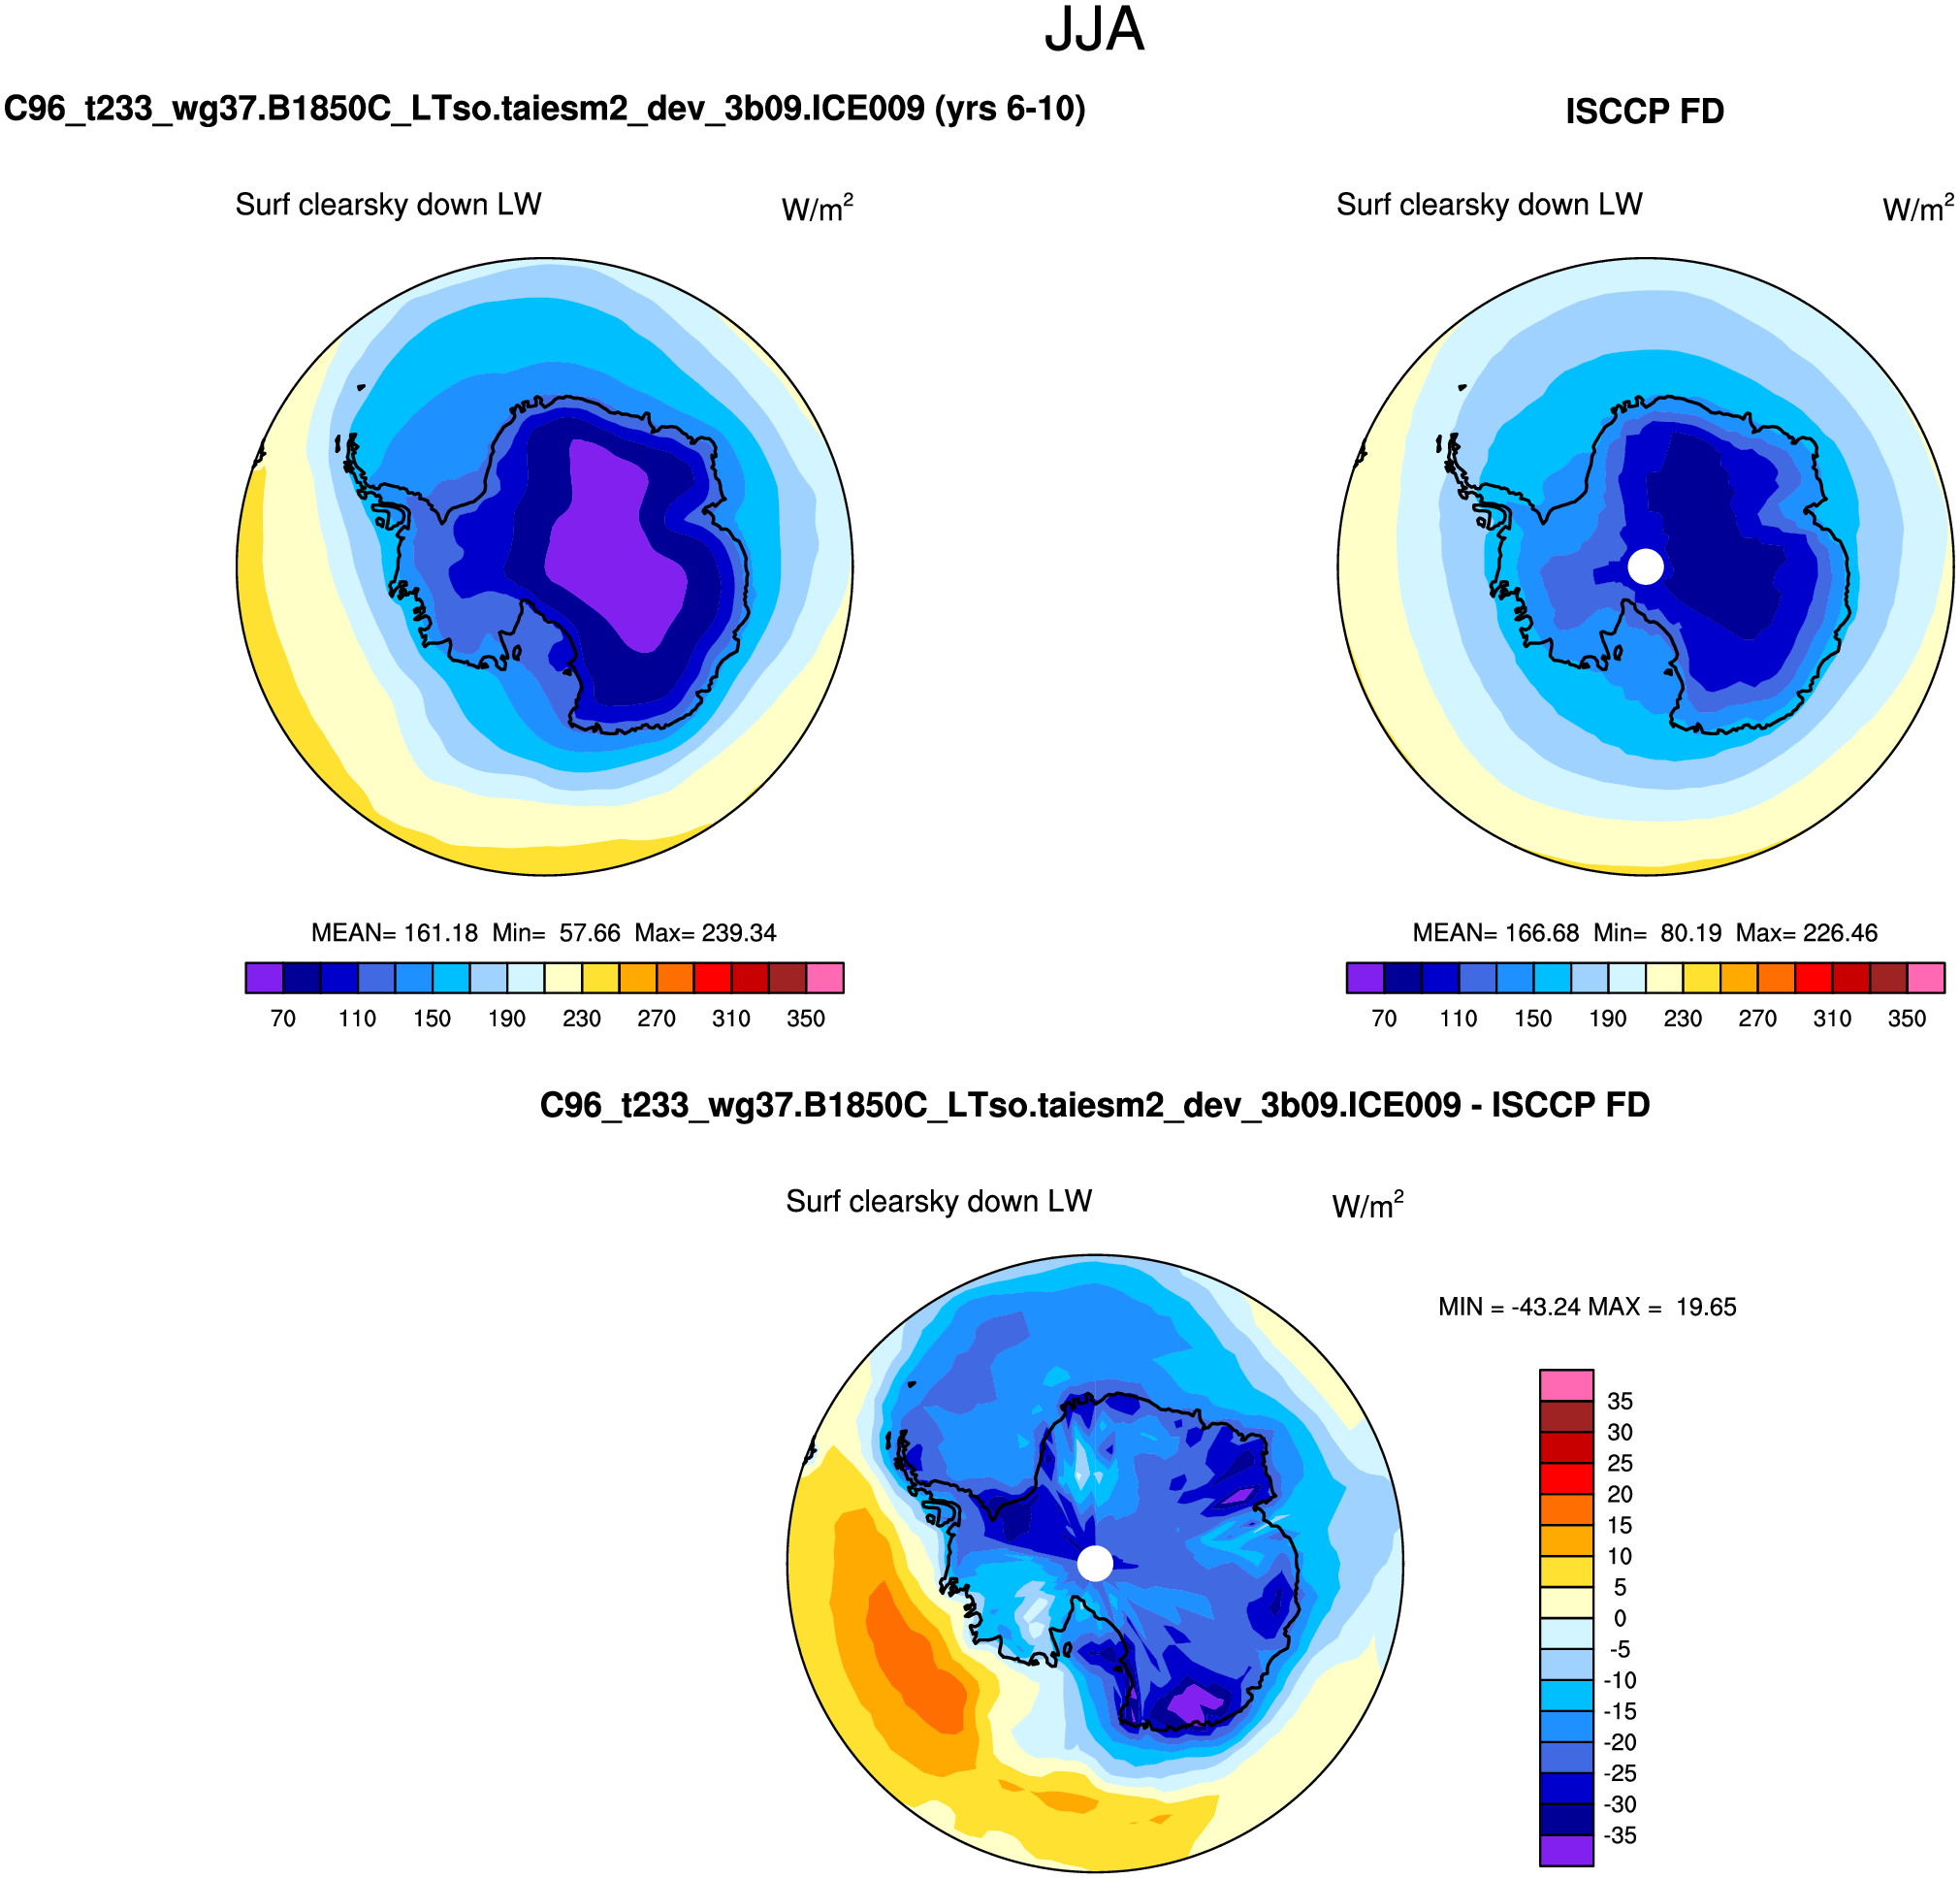 JJA
C96_t233_wg37.B1850C_LTso.taiesm2_dev_3b09.ICE009 (yrs 6-10)
ISCCP FD
Surf clearsky down LW W/m²
Surf clearsky down LW W/m²
MEAN= 161.18 Min= 57.66 Max= 239.34
MEAN= 166.68 Min= 80.19 Max= 226.46
70 110 150 190 230 270 310 350
70 110 150 190 230 270 310 350
C96_t233_wg37.B1850C_LTso.taiesm2_dev_3b09.ICE009 - ISCCP FD
Surf clearsky down LW W/m²
MIN = -43.24 MAX = 19.65
35
30
25
20
15
10
5
0
-5
-10
-15
-20
-25
-30
-35